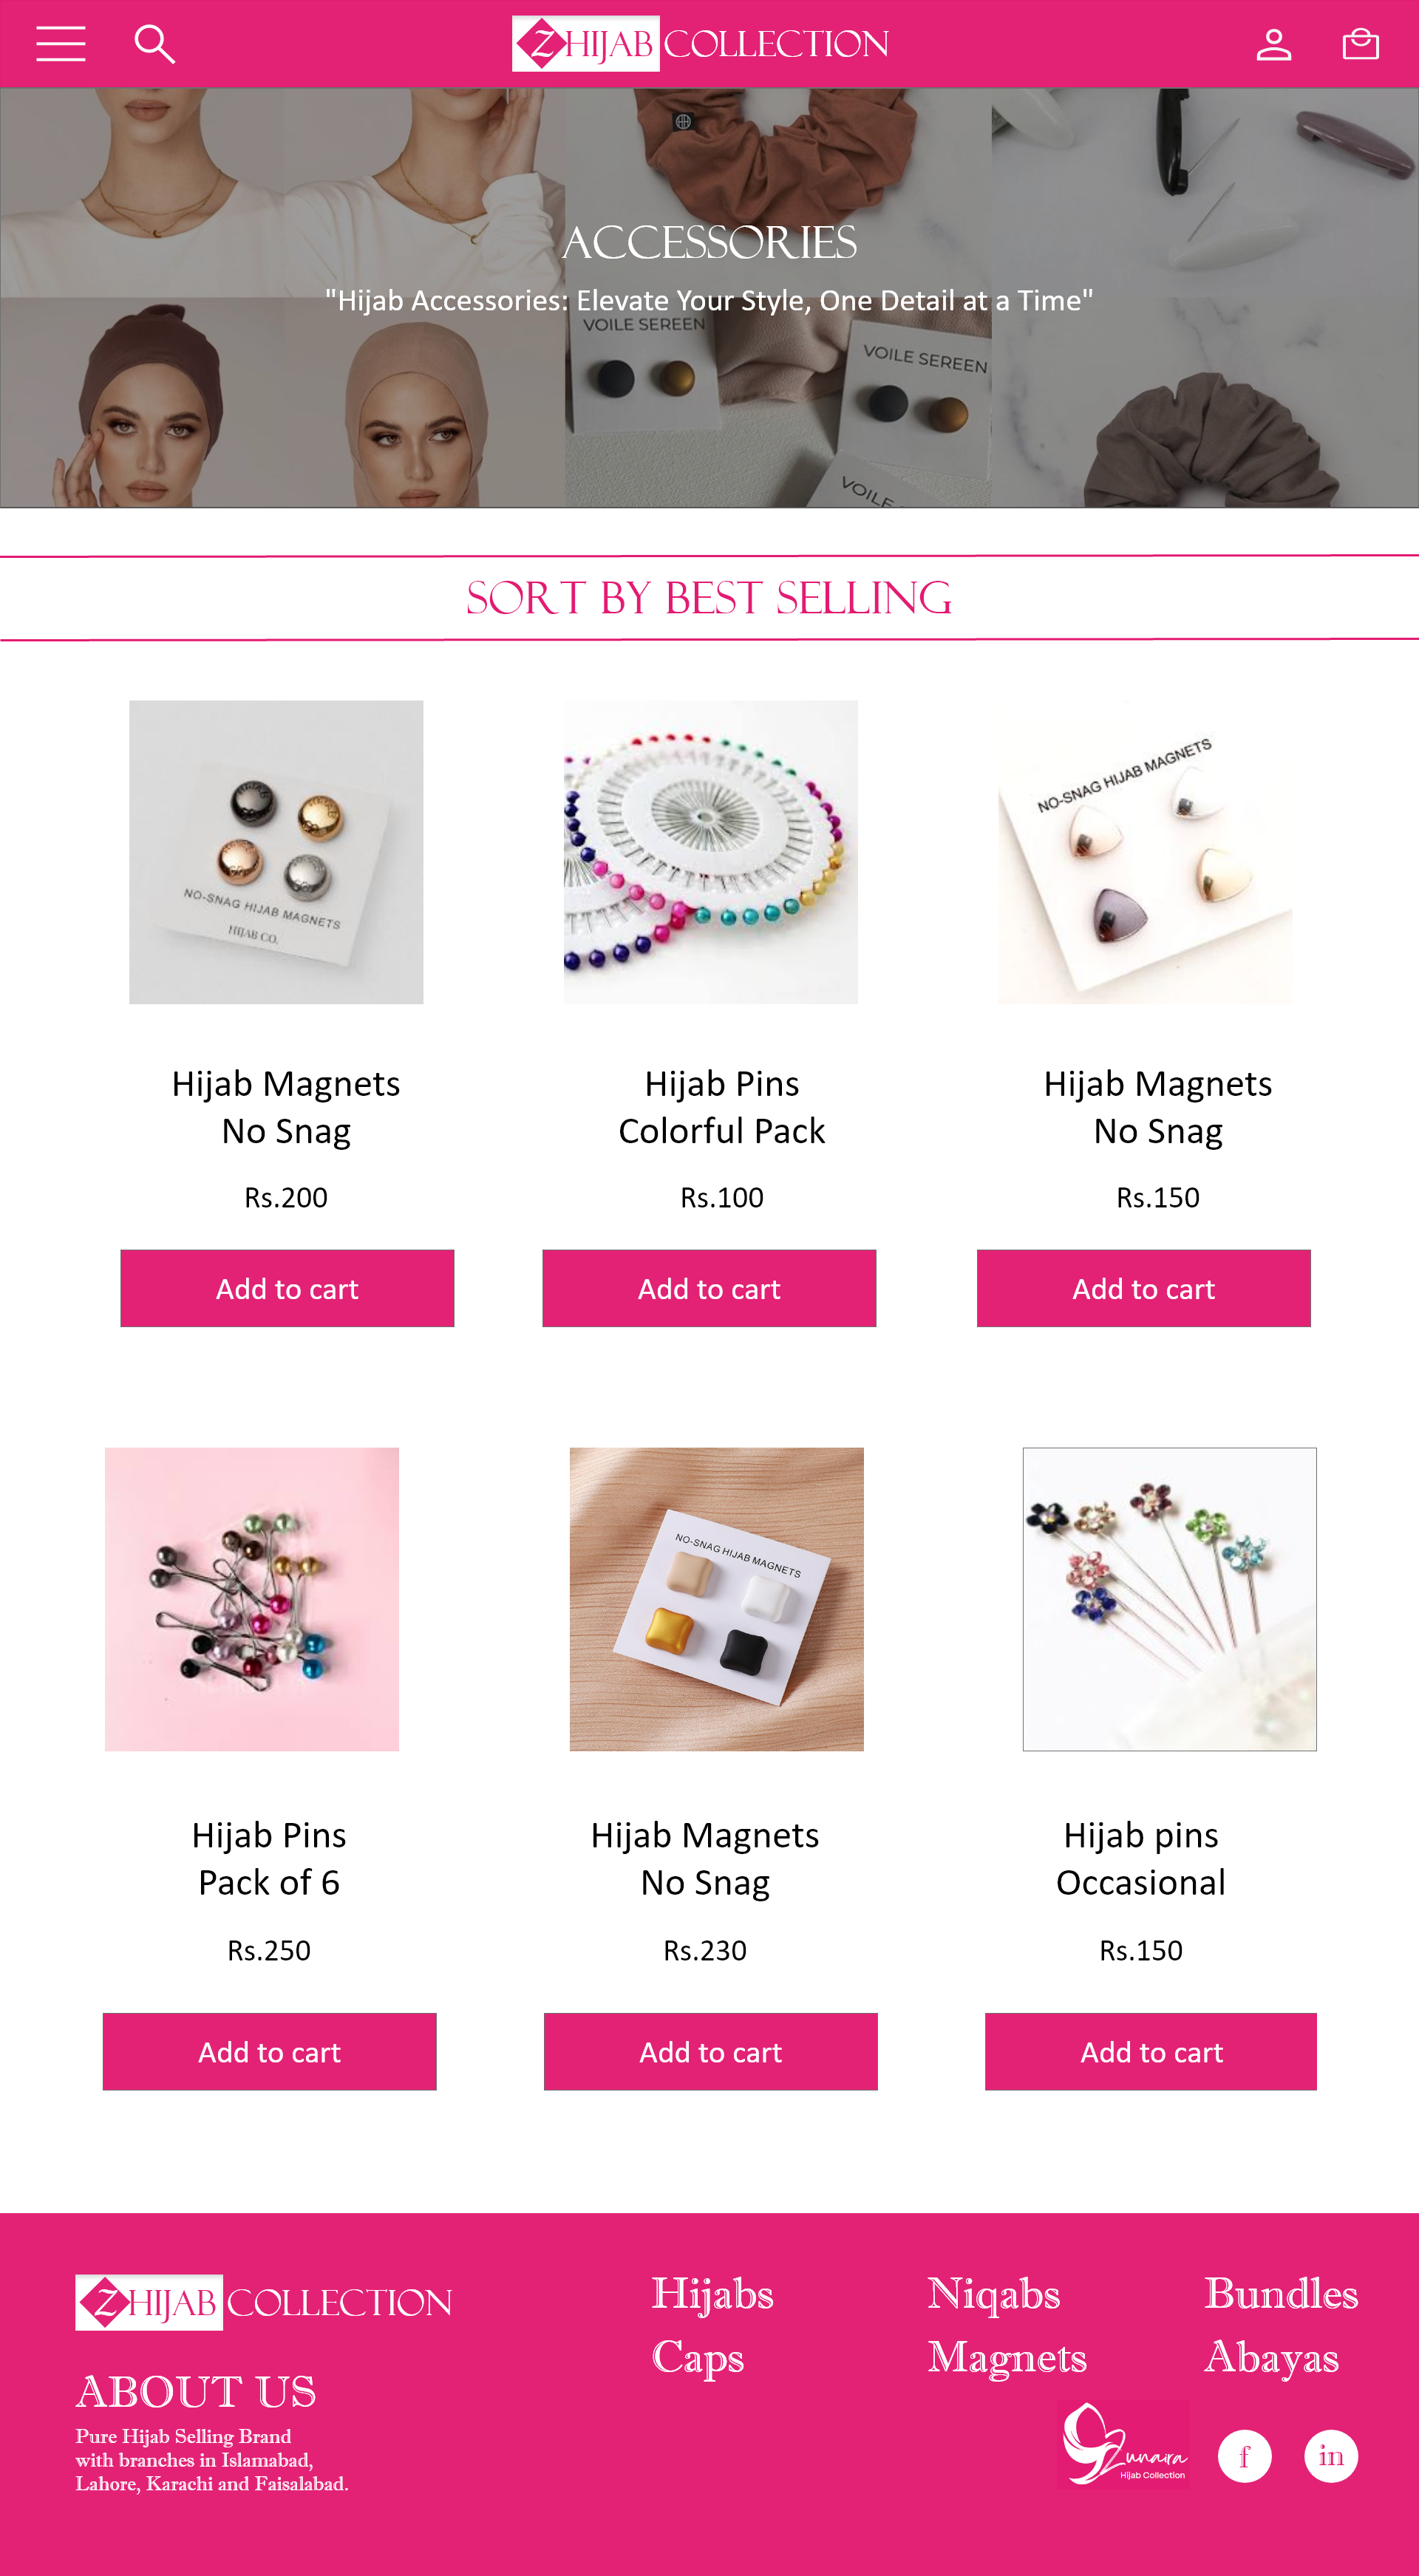 Z HIJAB COLLECTION
ACCESSORIES
"Hijab Accessories: Elevate Your Style, One Detail at a Time"
VOILE SEREEN
VOILE SEREEN
VOILE
SORT BY BEST SELLING
NO-SNAG HIJAB MAGNETS
HIJAB CO.
NO-SNAG HIJAB MAGNETS
Hijab Magnets
No Snag
Rs.200
Add to cart
Hijab Pins
Colorful Pack
Rs.100
Add to cart
Hijab Magnets
No Snag
Rs.150
Add to cart
NO-SNAG HIJAB MAGNETS
Hijab Pins
Pack of 6
Rs.250
Add to cart
Hijab Magnets
No Snag
Rs.230
Add to cart
Hijab pins
Occasional
Rs.150
Add to cart
Z HIJAB COLLECTION
ABOUT US
Pure Hijab Selling Brand
with branches in Islamabad,
Lahore, Karachi and Faisalabad.
Hijabs
Caps
Niqabs
Magnets
Bundles
Abayas
Zunaira
Hijab Collection
f
in